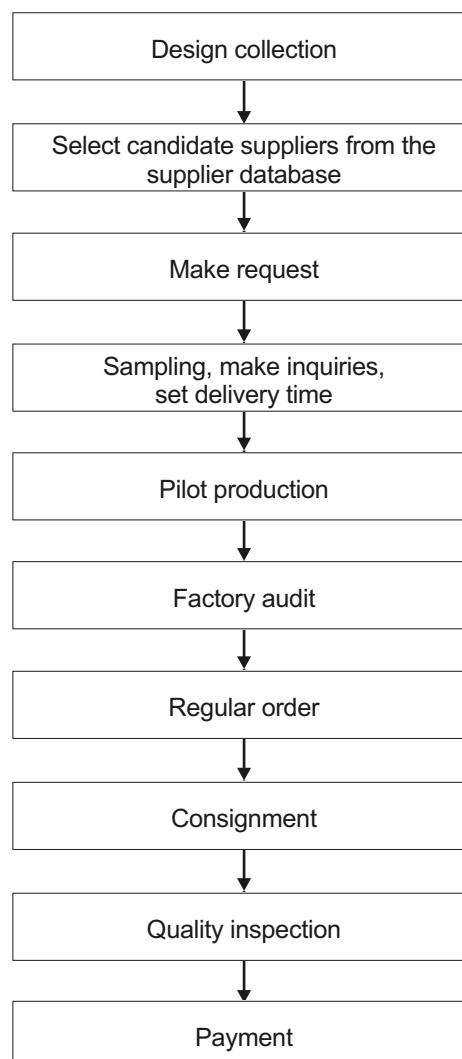 Design collection
Select candidate suppliers from the
supplier database
Make request
Sampling, make inquiries,
set delivery time
Pilot production
Factory audit
Regular order
Consignment
Quality inspection
Payment